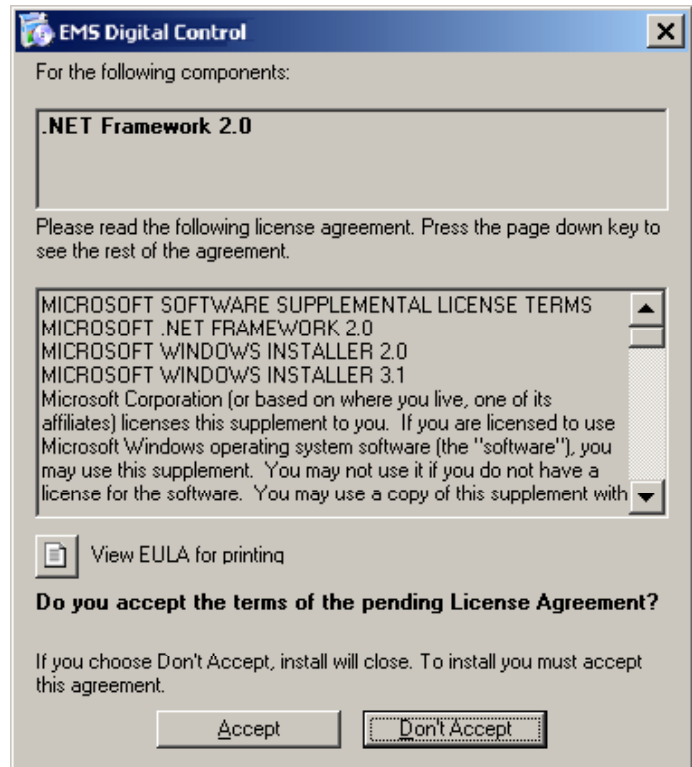 EMS Digital Control
For the following components:
.NET Framework 2.0
Please read the following license agreement. Press the page down key to
see the rest of the agreement.
MICROSOFT SOFTWARE SUPPLEMENTAL LICENSE TERMS
MICROSOFT .NET FRAMEWORK 2.0
MICROSOFT WINDOWS INSTALLER 2.0
MICROSOFT WINDOWS INSTALLER 3.1
Microsoft Corporation (or based on where you live, one of its
affiliates) licenses this supplement to you.  If you are licensed to use
Microsoft Windows operating system software (the "software"), you
may use this supplement.  You may not use it if you do not have a
license for the software.  You may use a copy of this supplement with
View EULA for printing
Do you accept the terms of the pending License Agreement?
If you choose Don't Accept, install will close. To install you must accept
this agreement.
Accept
Don't Accept